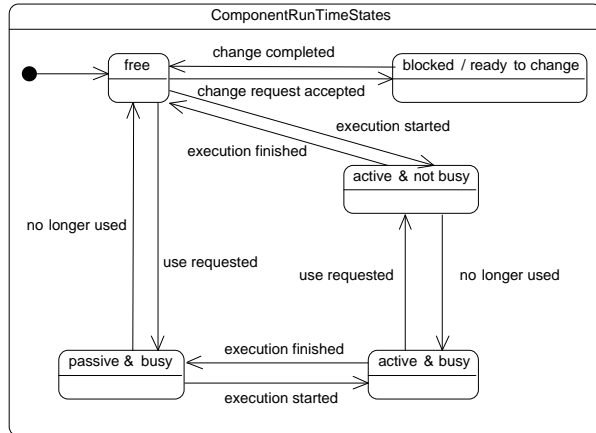 ComponentRunTimeStates
change completed
free
blocked / ready to change
change request accepted
execution started
execution finished
active & not busy
no longer used
use requested
use requested
no longer used
execution finished
passive & busy
active & busy
execution started